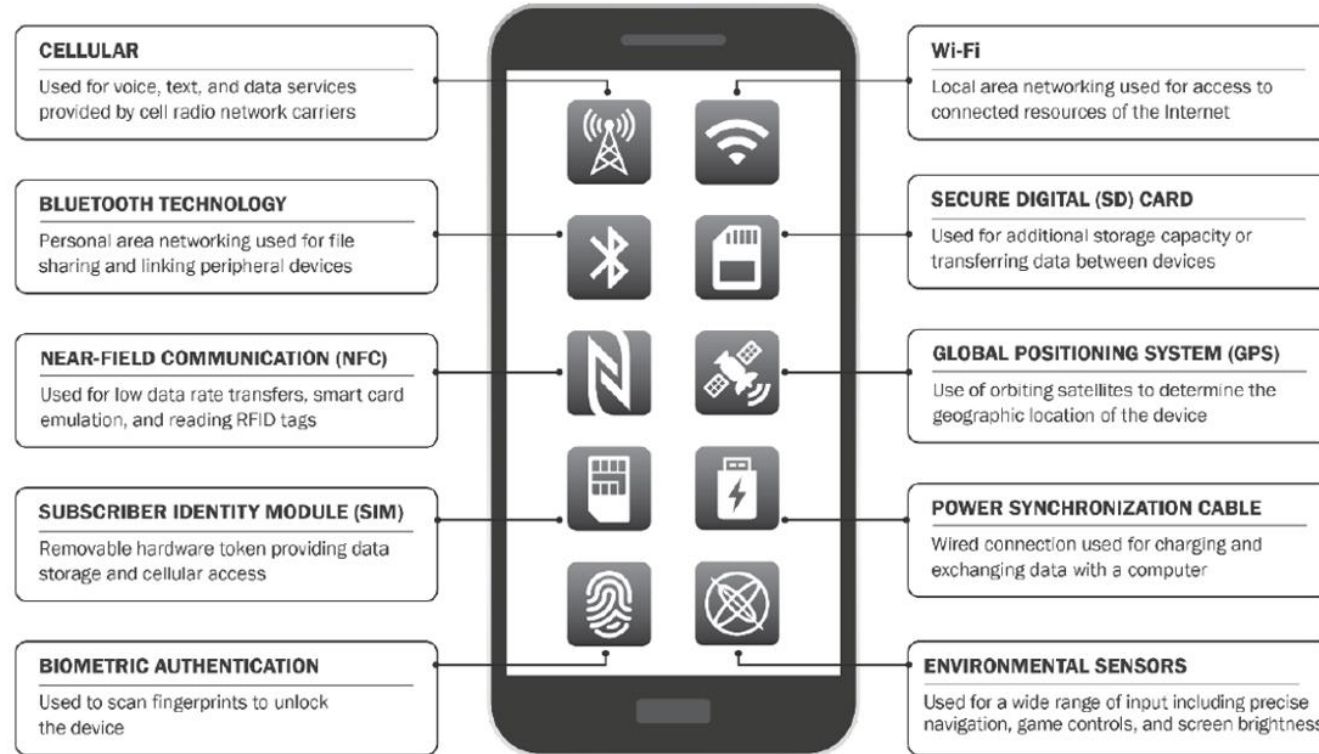 CELLULAR
Used for voice, text, and data services
provided by cell radio network carriers
BLUETOOTH TECHNOLOGY
Personal area networking used for file
sharing and linking peripheral devices
NEAR-FIELD COMMUNICATION (NFC)
Used for low data rate transfers, smart card
emulation, and reading RFID tags
SUBSCRIBER IDENTITY MODULE (SIM)
Removable hardware token providing data
storage and cellular access
BIOMETRIC AUTHENTICATION
Used to scan fingerprints to unlock
the device
Wi-Fi
Local area networking used for access to
connected resources of the Internet
SECURE DIGITAL (SD) CARD
Used for additional storage capacity or
transferring data between devices
GLOBAL POSITIONING SYSTEM (GPS)
Use of orbiting satellites to determine the
geographic location of the device
POWER SYNCHRONIZATION CABLE
Wired connection used for charging and
exchanging data with a computer
ENVIRONMENTAL SENSORS
Used for a wide range of input including precise
navigation, game controls, and screen brightness